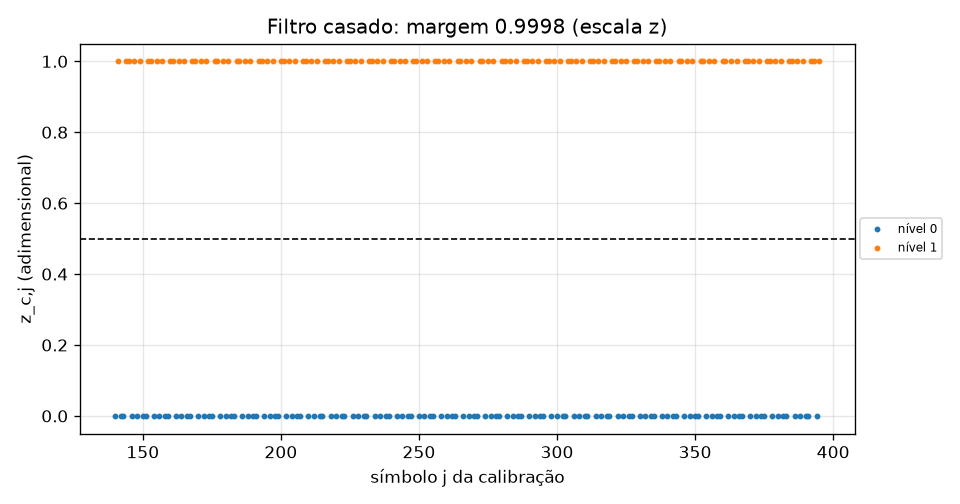 Filtro casado: margem 0.9998 (escala z)
z_c,j (adimensional)
1.0
0.8
0.6
0.4
0.2
0.0
150 200 250 300 350 400
símbolo j da calibração
nível 0
nível 1